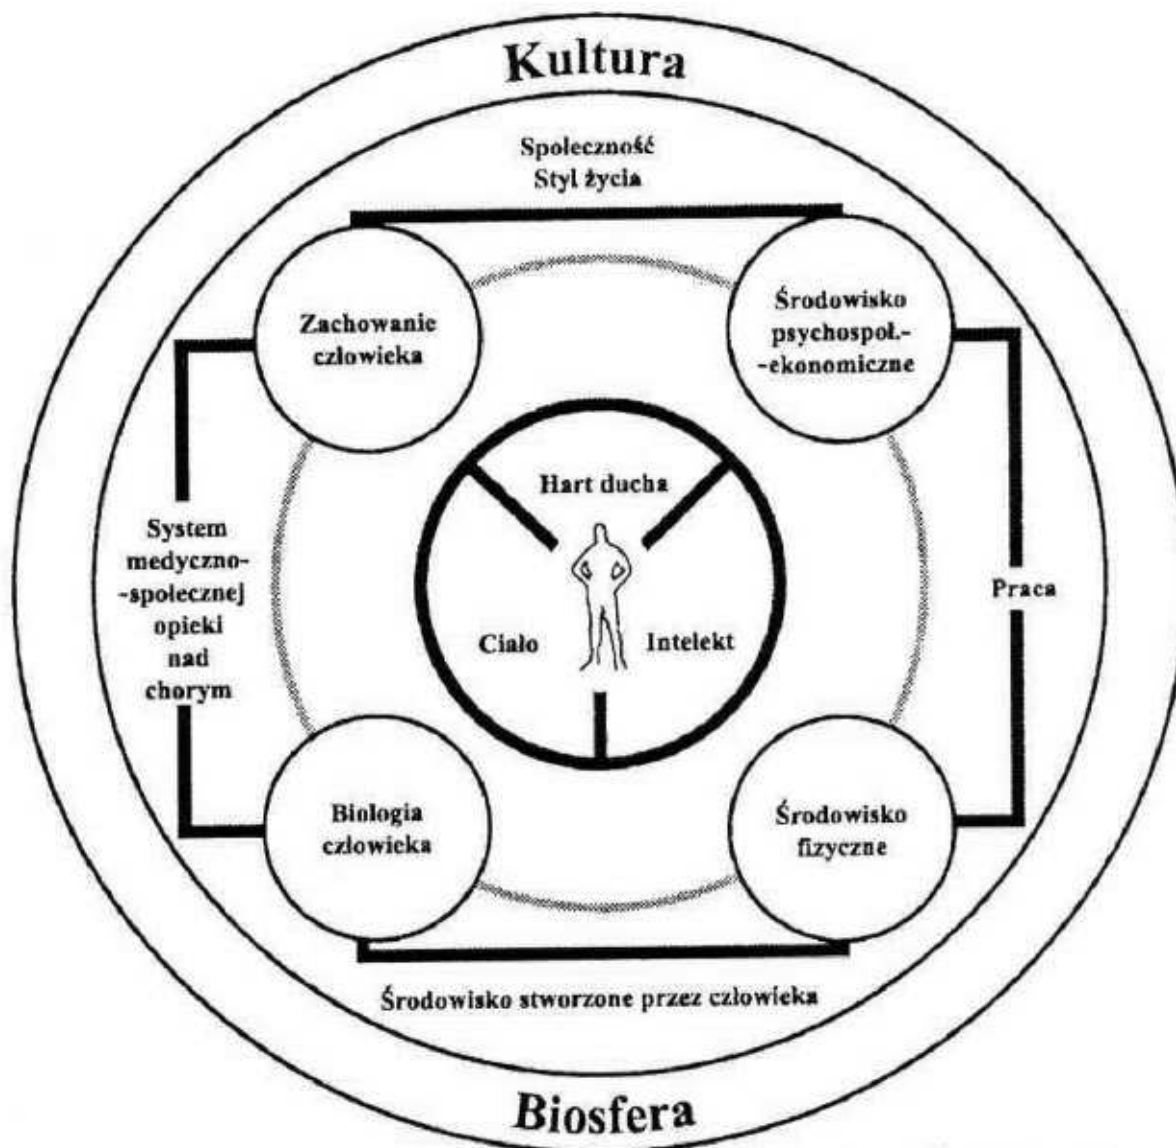 Kultura
Społeczność
Styl życia
Zachowanie
człowieka
Środowisko
psychospoł.-
-ekonomiczne
Hart ducha
System
medyczno-
-społecznej
opieki
nad
chorym
Ciało
Intelekt
Praca
Biologia
człowieka
Środowisko
fizyczne
Środowisko stworzone przez człowieka
Biosfera